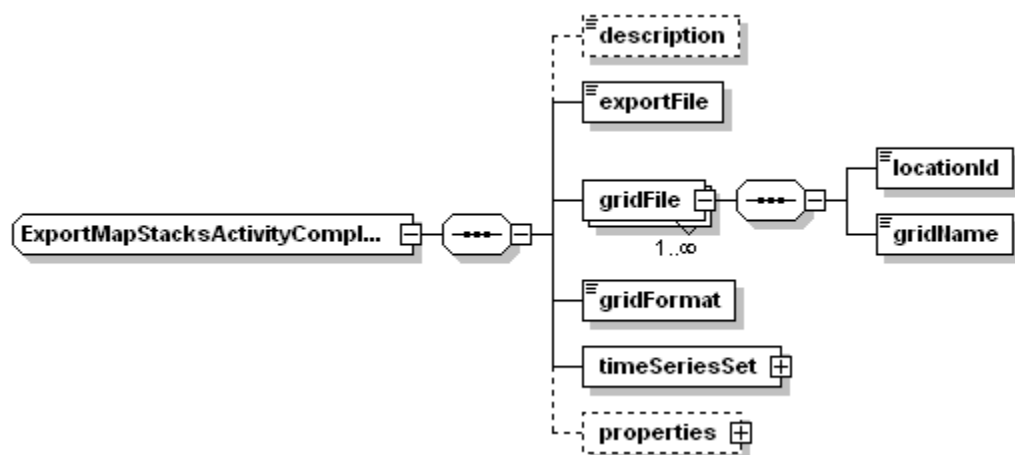 description
exportFile
locationId
gridFile
1..∞
gridName
ExportMapStacksActivityCompl...
gridFormat
timeSeriesSet
properties